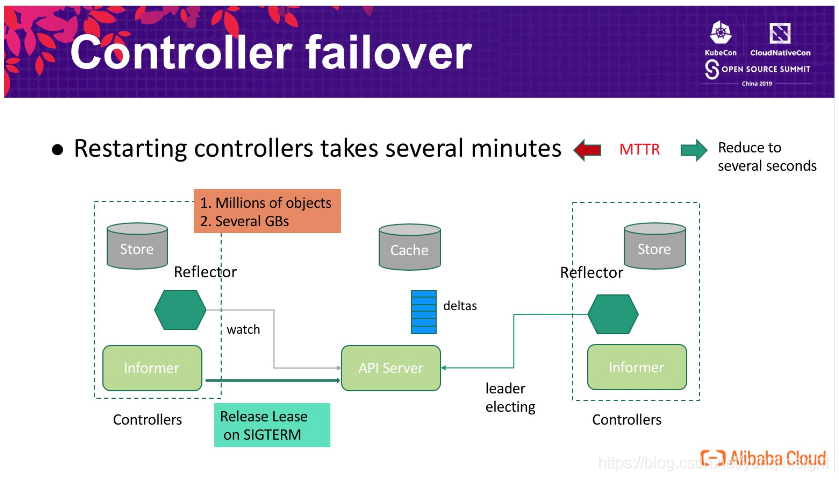 Controller failover
KubeCon
CloudNativeCon
OPEN SOURCE SUMMIT
China 2019
● Restarting controllers takes several minutes
MTTR
Reduce to
several seconds
1. Millions of objects
2. Several GBs
Store
Cache
Store
Reflector
Reflector
deltas
watch
Informer
API Server
Informer
leader
electing
Controllers
Release Lease
on SIGTERM
Controllers
Alibaba Cloud
https://blog.csdn.net/